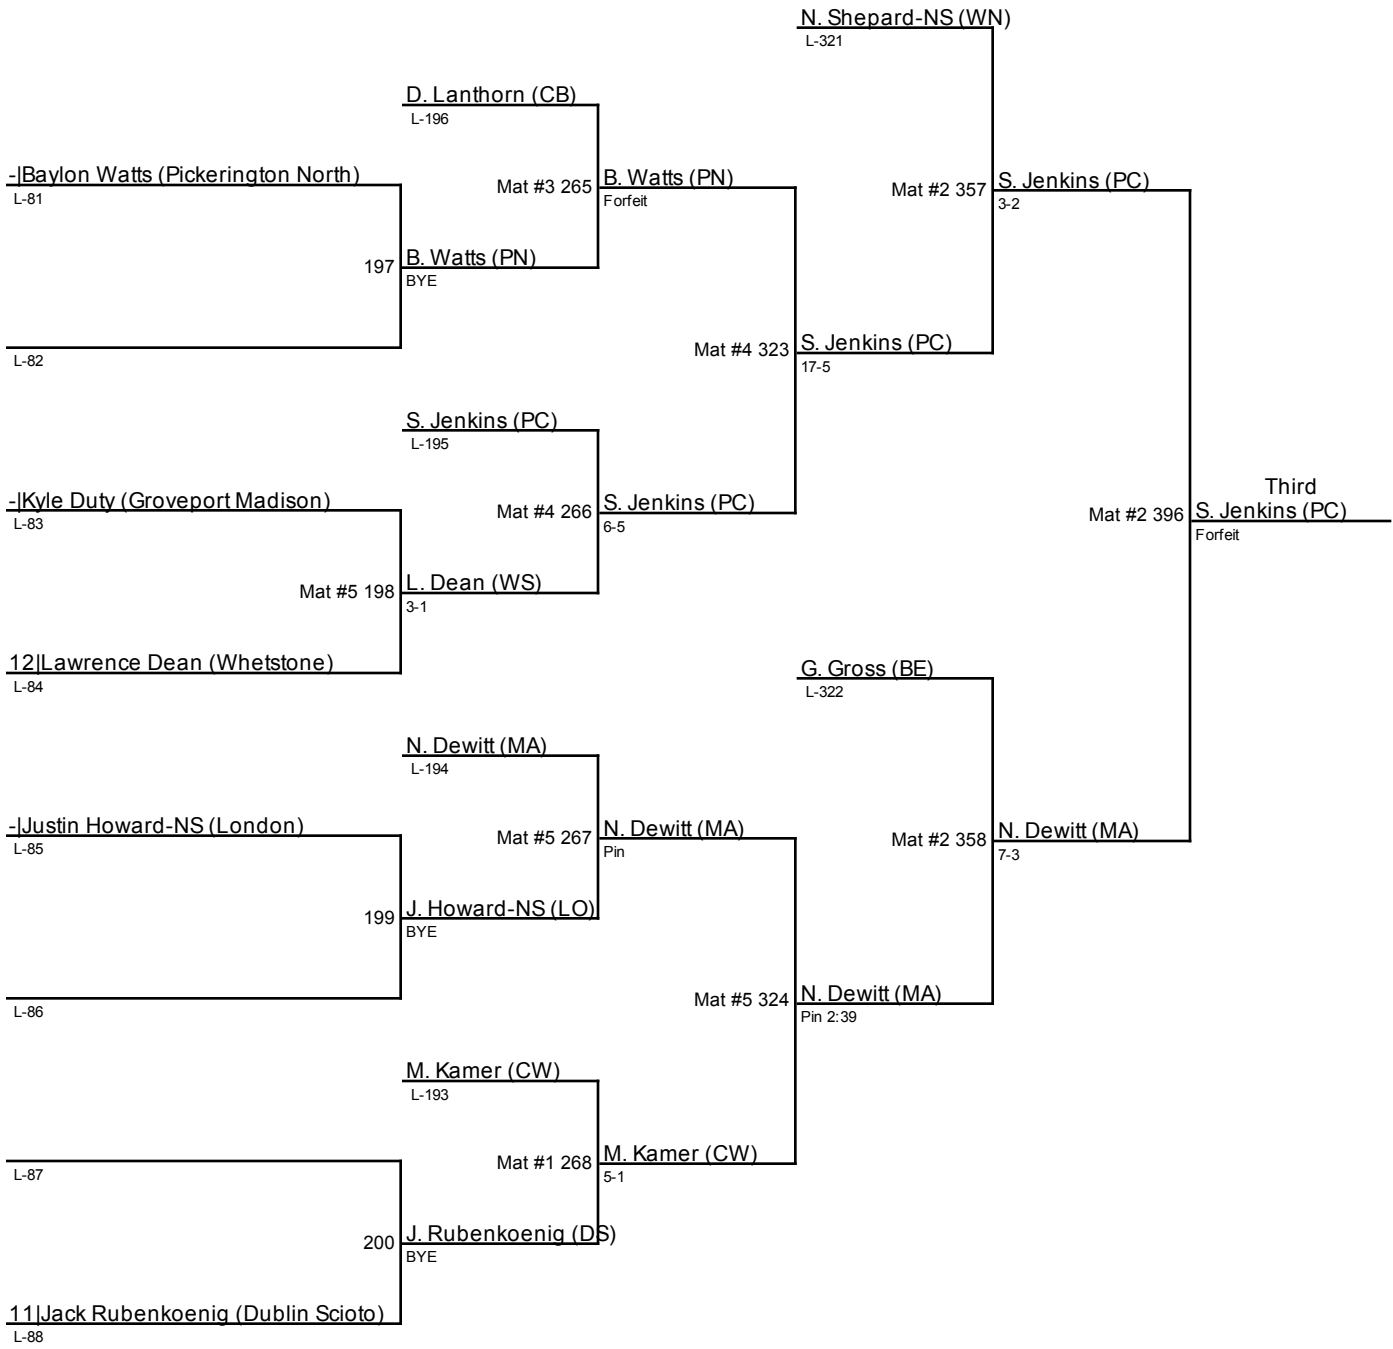 N. Shepard-NS (WN)
L-321
D. Lanthorn (CB)
L-196
-|Baylon Watts (Pickerington North)
L-81
Mat #3 265
B. Watts (PN)
Forfeit
Mat #2 357
S. Jenkins (PC)
3-2
197
B. Watts (PN)
BYE
L-82
Mat #4 323
S. Jenkins (PC)
17-5
S. Jenkins (PC)
L-195
-|Kyle Duty (Groveport Madison)
L-83
Mat #4 266
S. Jenkins (PC)
6-5
Third
Mat #2 396
S. Jenkins (PC)
Forfeit
Mat #5 198
L. Dean (WS)
3-1
12|Lawrence Dean (Whetstone)
L-84
G. Gross (BE)
L-322
N. Dewitt (MA)
L-194
-|Justin Howard-NS (London)
L-85
Mat #5 267
N. Dewitt (MA)
Pin
Mat #2 358
N. Dewitt (MA)
7-3
199
J. Howard-NS (LO)
BYE
L-86
Mat #5 324
N. Dewitt (MA)
Pin 2:39
M. Kamer (CW)
L-193
L-87
Mat #1 268
M. Kamer (CW)
5-1
200
J. Rubenkoenig (DS)
BYE
11|Jack Rubenkoenig (Dublin Scioto)
L-88